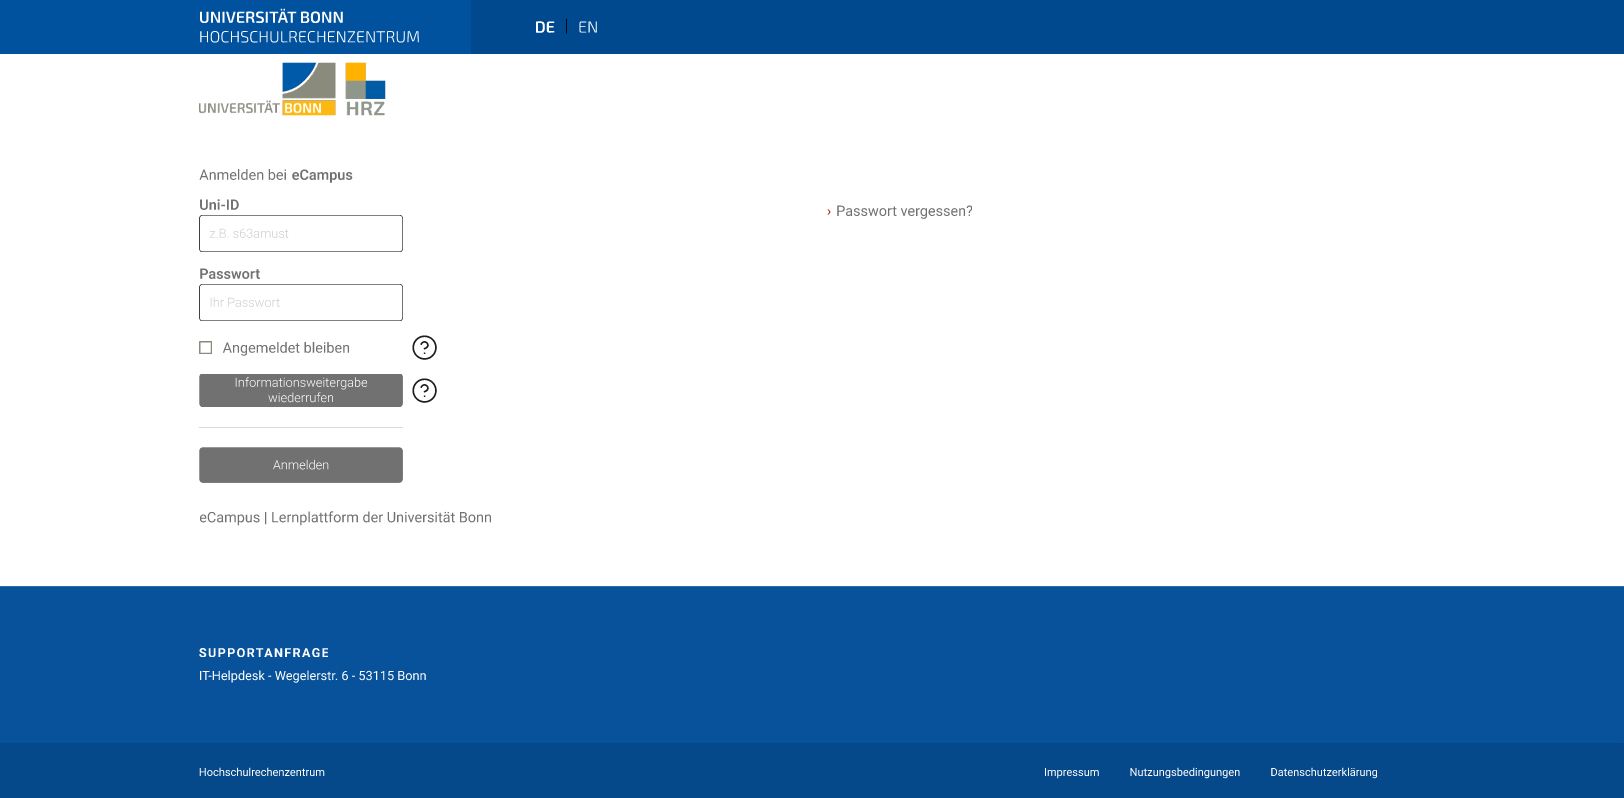 UNIVERSITÄT BONN
HOCHSCHULRECHENZENTRUM
DE | EN
UNIVERSITÄT BONN HRZ
Anmelden bei eCampus
Uni-ID
z.B. s63amust
Passwort
Ihr Passwort
Angemeldet bleiben ?
Informationsweitergabe
wiederrufen ?
Anmelden
eCampus | Lernplattform der Universität Bonn
› Passwort vergessen?
SUPPORTANFRAGE
IT-Helpdesk - Wegelerstr. 6 - 53115 Bonn
Hochschulrechenzentrum
Impressum Nutzungsbedingungen Datenschutzerklärung